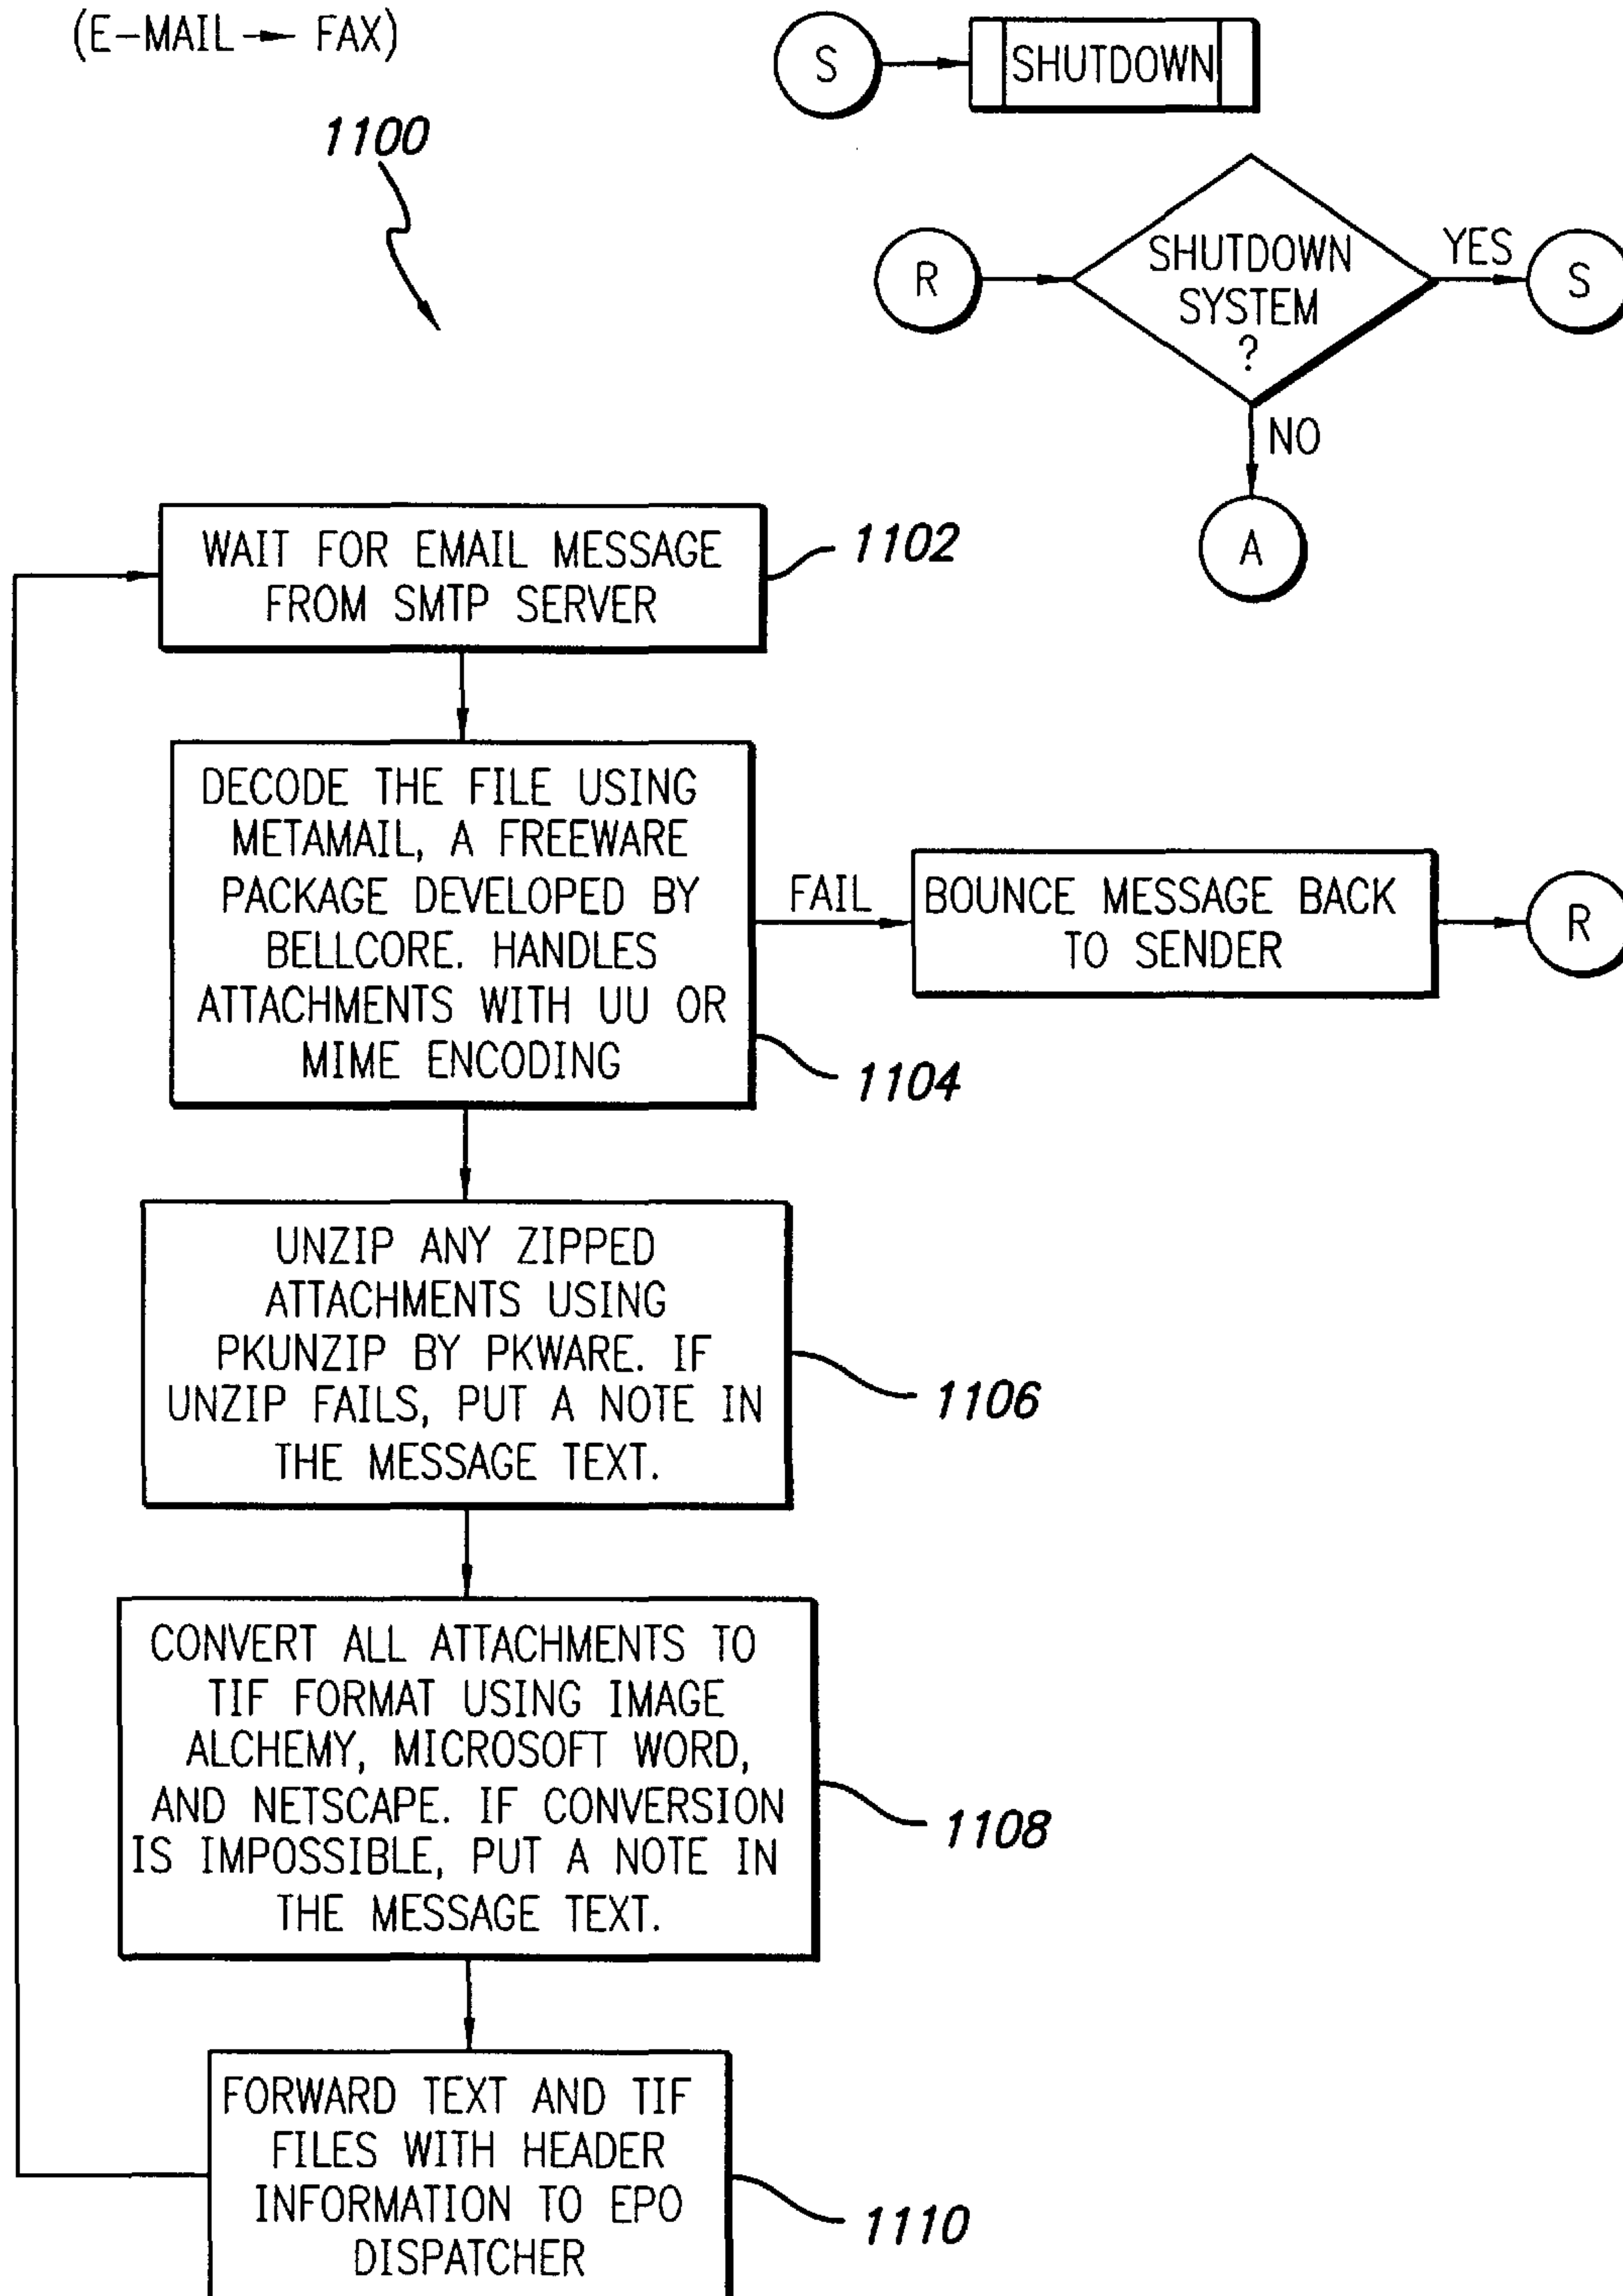 (E-MAIL → FAX)
S
SHUTDOWN
1100
R
SHUTDOWN
SYSTEM
?
YES
S
NO
A
WAIT FOR EMAIL MESSAGE
FROM SMTP SERVER
1102
DECODE THE FILE USING
METAMAIL, A FREEWARE
PACKAGE DEVELOPED BY
BELLCORE. HANDLES
ATTACHMENTS WITH UU OR
MIME ENCODING
1104
FAIL
BOUNCE MESSAGE BACK
TO SENDER
R
UNZIP ANY ZIPPED
ATTACHMENTS USING
PKUNZIP BY PKWARE. IF
UNZIP FAILS, PUT A NOTE IN
THE MESSAGE TEXT.
1106
CONVERT ALL ATTACHMENTS TO
TIF FORMAT USING IMAGE
ALCHEMY, MICROSOFT WORD,
AND NETSCAPE. IF CONVERSION
IS IMPOSSIBLE, PUT A NOTE IN
THE MESSAGE TEXT.
1108
FORWARD TEXT AND TIF
FILES WITH HEADER
INFORMATION TO EPO
DISPATCHER
1110